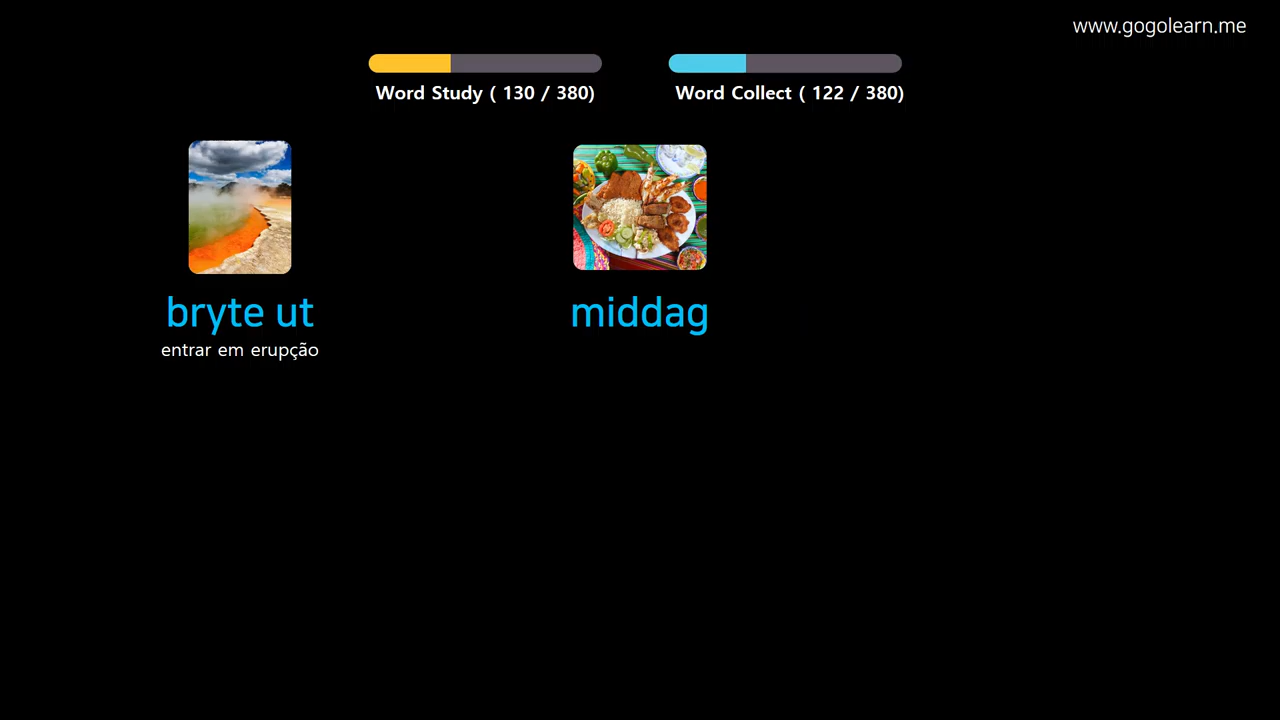 www.gogolearn.me
Word Study ( 130 / 380)
Word Collect ( 122 / 380)
bryte ut
entrar em erupção
middag